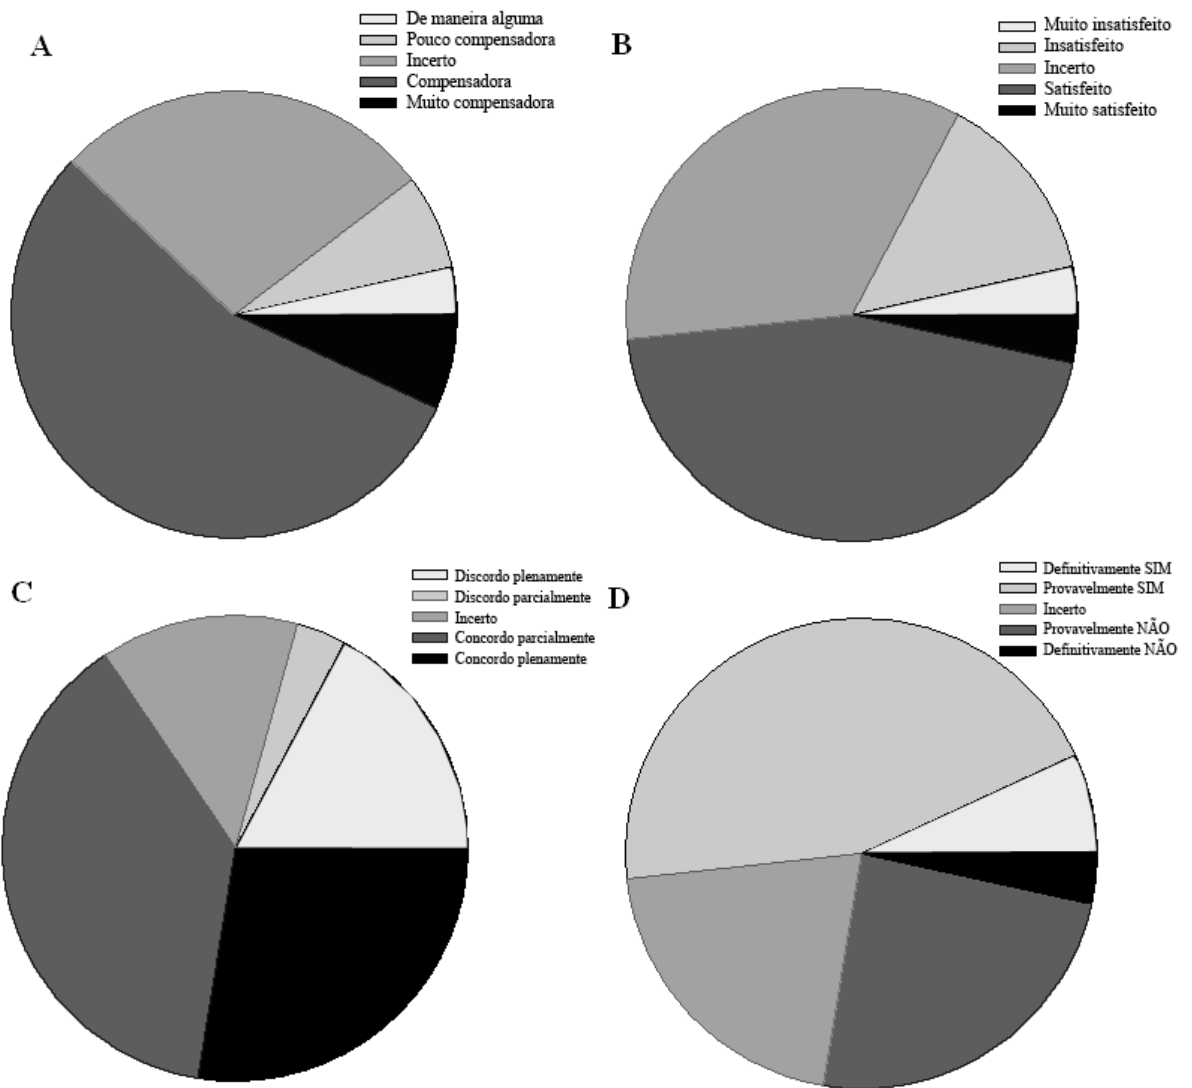 A
De maneira alguma
Pouco compensadora
Incerto
Compensadora
Muito compensadora
B
Muito insatisfeito
Insatisfeito
Incerto
Satisfeito
Muito satisfeito
C
Discordo plenamente
Discordo parcialmente
Incerto
Concordo parcialmente
Concordo plenamente
D
Definitivamente SIM
Provavelmente SIM
Incerto
Provavelmente NÃO
Definitivamente NÃO